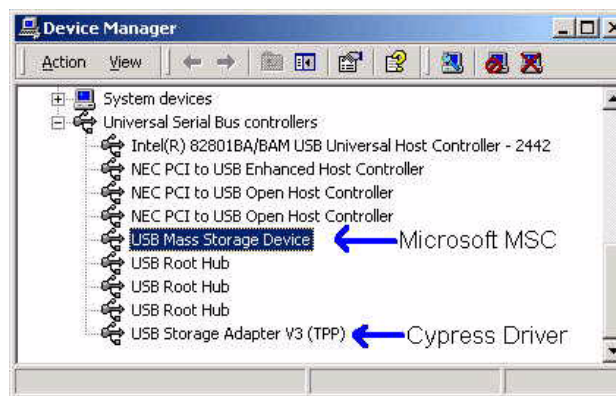 Device Manager
Action View
System devices
Universal Serial Bus controllers
Intel(R) 82801BA/BAM USB Universal Host Controller - 2442
NEC PCI to USB Enhanced Host Controller
NEC PCI to USB Open Host Controller
NEC PCI to USB Open Host Controller
USB Mass Storage Device Microsoft MSC
USB Root Hub
USB Root Hub
USB Root Hub
USB Storage Adapter V3 (TPP) Cypress Driver